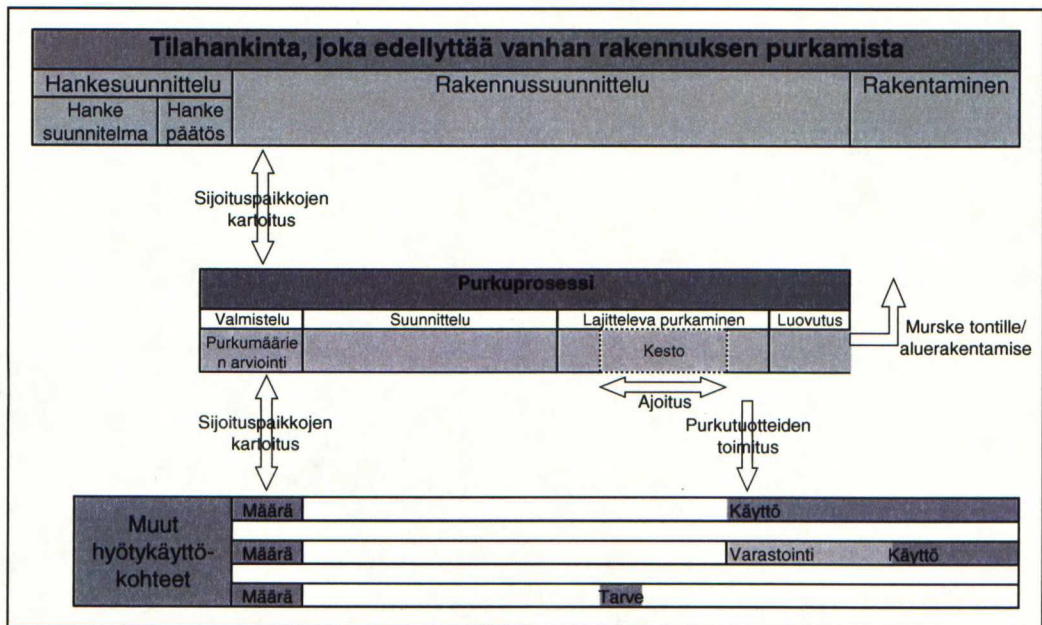 Tilahankinta, joka edellyttää vanhan rakennuksen purkamista
Hankesuunnittelu
Rakennussuunnittelu
Rakentaminen
Hanke
suunnitelma
Hanke
päätös
Sijoituspaikkojen
kartoitus
Purkuprosessi
Valmistelu
Suunnittelu
Lajitteleva purkaminen
Luovutus
Purkumäärie
n arviointi
Kesto
Murske tontille/
aluerakentamise
Ajoitus
Sijoituspaikkojen
kartoitus
Purkutuotteiden
toimitus
Muut
hyötykäyttö-
kohteet
Määrä
Käyttö
Määrä
Varastointi
Käyttö
Määrä
Tarve